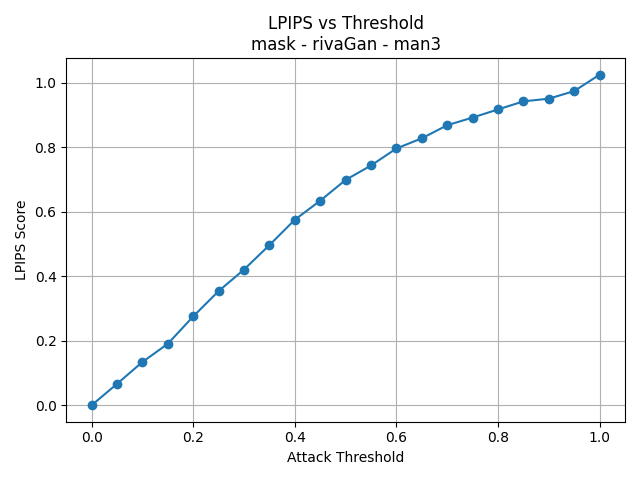 LPIPS vs Threshold
mask - rivaGan - man3
LPIPS Score
1.0
0.8
0.6
0.4
0.2
0.0
0.0 0.2 0.4 0.6 0.8 1.0
Attack Threshold